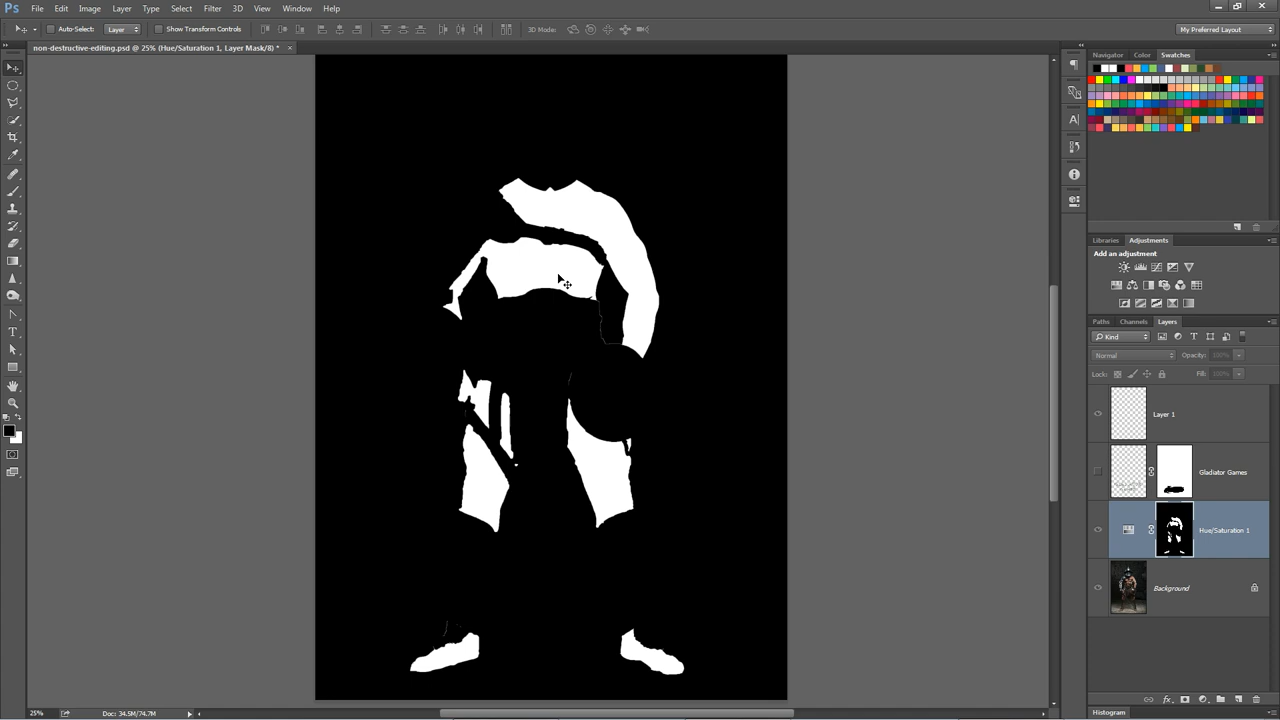 Ps File Edit Image Layer Type Select Filter 3D View Window Help
Auto-Select: Layer Show Transform Controls 3D Mode: My Preferred Layout
non-destructive-editing.psd @ 25% (Hue/Saturation 1, Layer Mask/8) *
Navigator Color Swatches
Libraries Adjustments
Add an adjustment
Paths Channels Layers
Kind
Normal Opacity: 100%
Lock: Fill: 100%
Layer 1
Gladiator Games
Hue/Saturation 1
Background
25% Doc: 34.5M/74.7M
Histogram